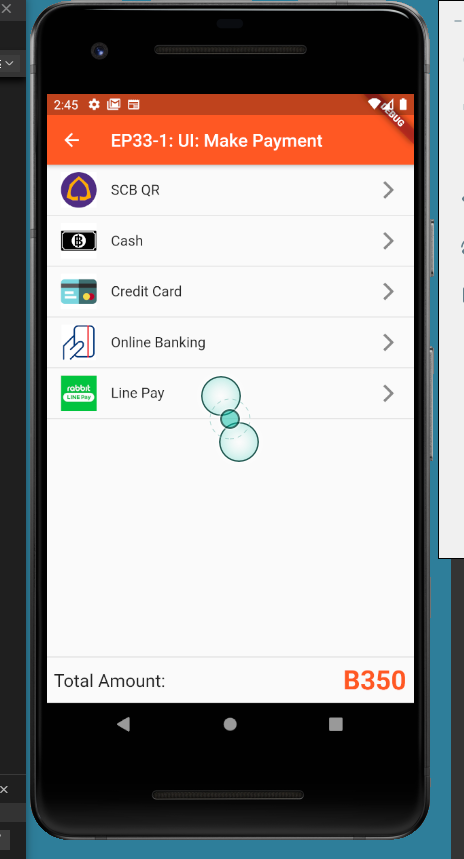 2:45
DEBUG
EP33-1: UI: Make Payment
SCB QR
Cash
Credit Card
Online Banking
rabbit
LINE Pay
Line Pay
Total Amount:
B350